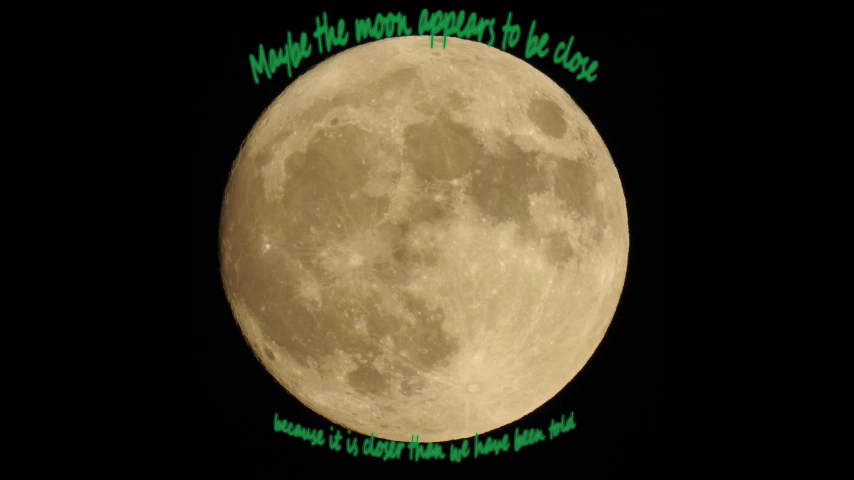 Maybe the moon appears to be close
because it is closer than we have been told